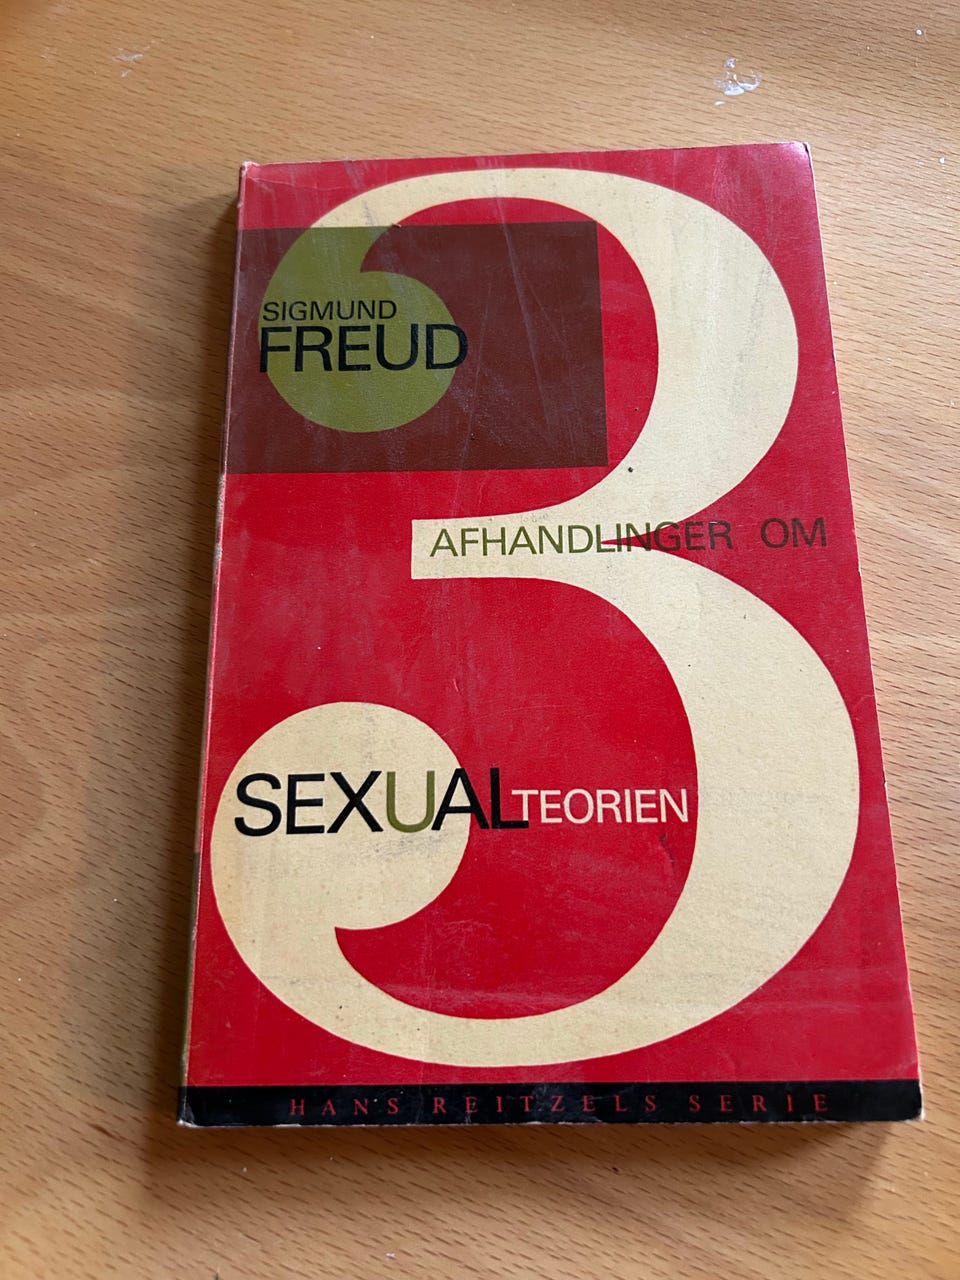 SIGMUND
FREUD
3
AFHANDLINGER OM
SEXUALTEORIEN
HANS REITZELS SERIE